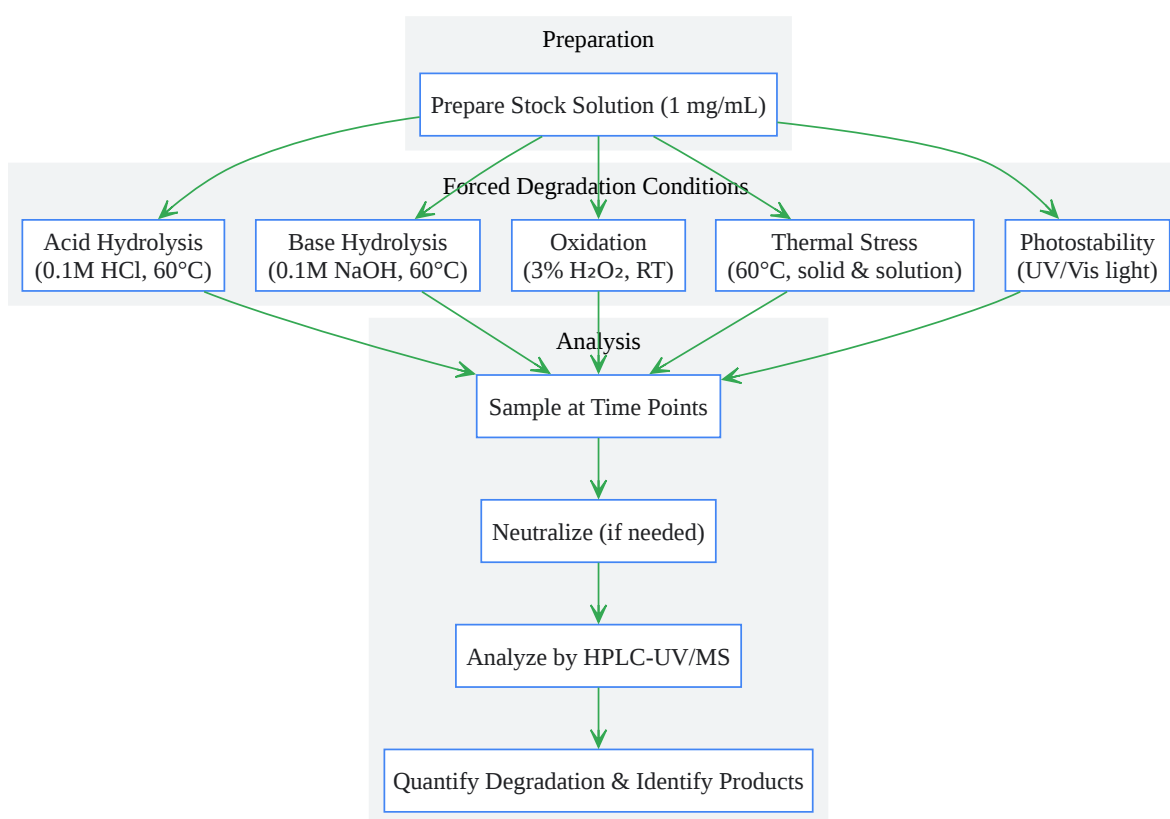 Preparation
Prepare Stock Solution (1 mg/mL)
Forced Degradation Conditions
Acid Hydrolysis
(0.1M HCl, 60°C)
Base Hydrolysis
(0.1M NaOH, 60°C)
Oxidation
(3% H₂O₂, RT)
Thermal Stress
(60°C, solid & solution)
Photostability
(UV/Vis light)
Analysis
Sample at Time Points
Neutralize (if needed)
Analyze by HPLC-UV/MS
Quantify Degradation & Identify Products